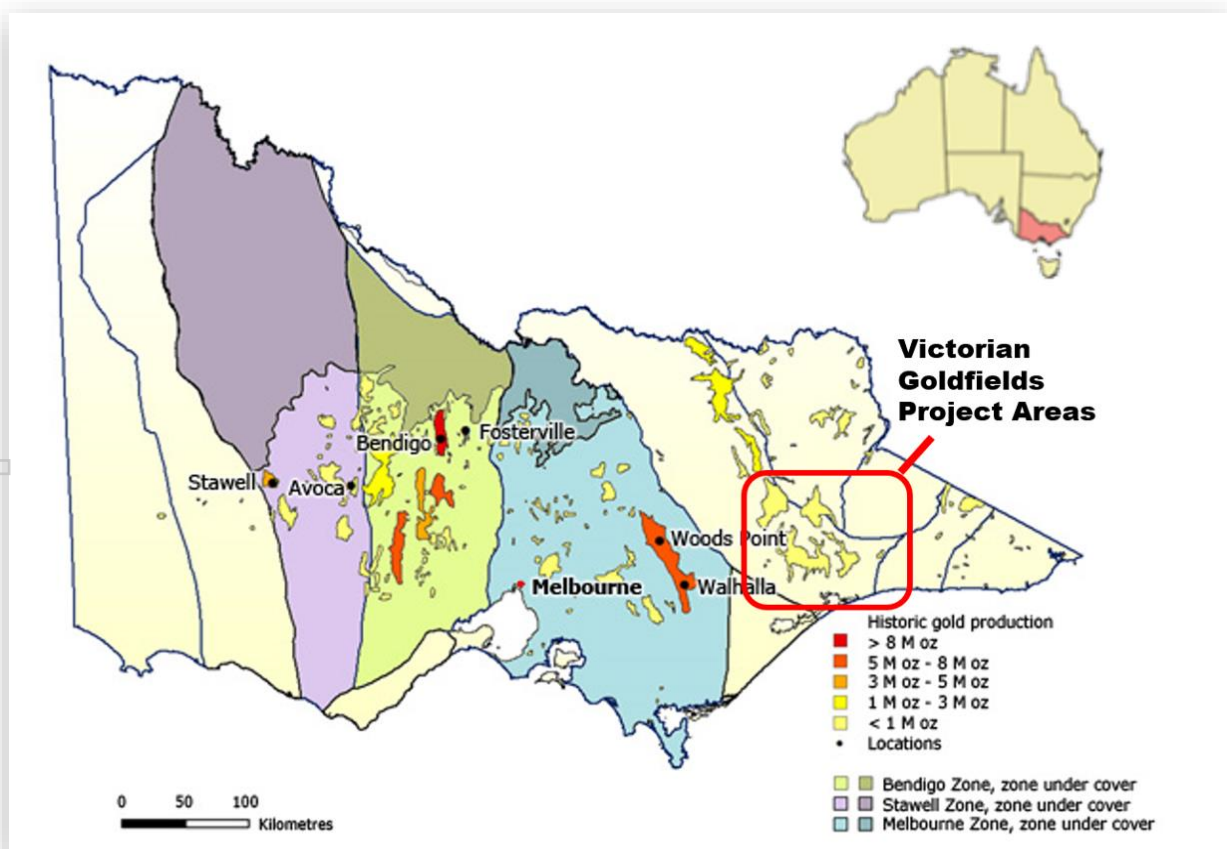 Victorian
Goldfields
Project Areas
Bendigo
Fosterville
Stawell
Avoca
Woods Point
Melbourne
Walhalla
Historic gold production
> 8 M oz
5 M oz - 8 M oz
3 M oz - 5 M oz
1 M oz - 3 M oz
< 1 M oz
Locations
Bendigo Zone, zone under cover
Stawell Zone, zone under cover
Melbourne Zone, zone under cover
0 50 100
Kilometres